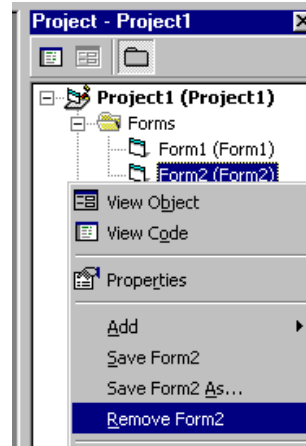 Project - Project1
Project1 (Project1)
Forms
Form1 (Form1)
Form2 (Form2)
View Object
View Code
Properties
Add
Save Form2
Save Form2 As...
Remove Form2